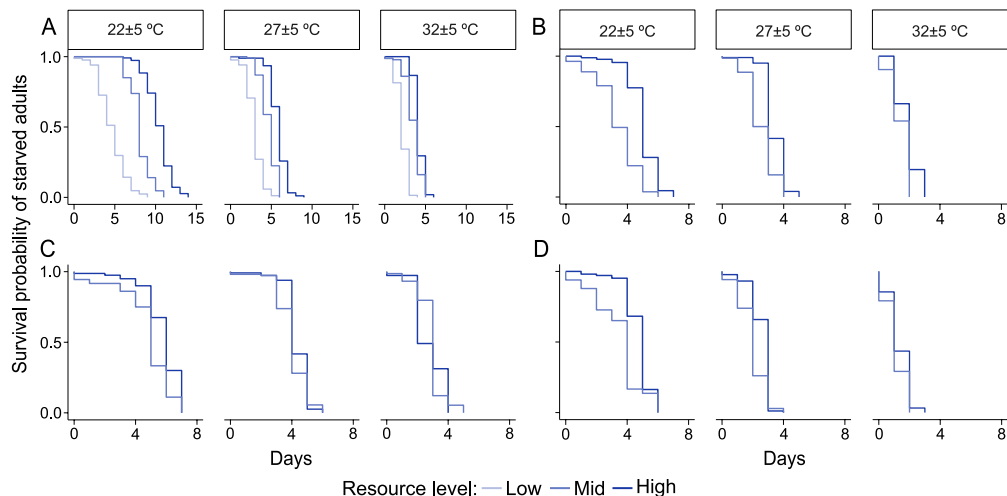 A
22±5 ºC
27±5 ºC
32±5 ºC
B
22±5 ºC
27±5 ºC
32±5 ºC
Survival probability of starved adults
1.0
0.5
0.0
0 5 10 15
0 5 10 15
0 5 10 15
0 4 8
0 4 8
0 4 8
C
D
1.0
0.5
0.0
0 4 8
0 4 8
0 4 8
0 4 8
0 4 8
0 4 8
Days
Days
Resource level: Low Mid High